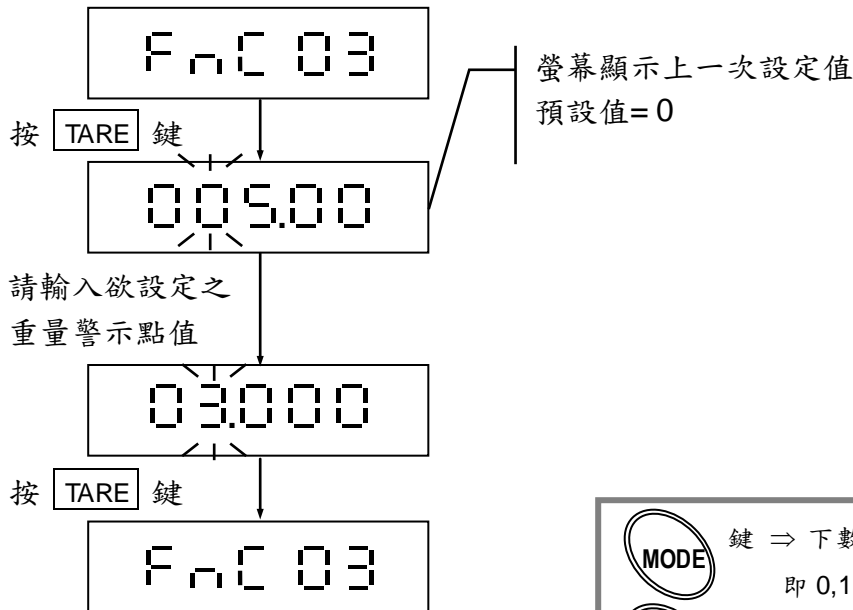 FnC 03
螢幕顯示上一次設定值
預設值= 0
按 TARE 鍵
005.00
請輸入欲設定之
重量警示點值
03.000
按 TARE 鍵
FnC 03
MODE 鍵 ⇒ 下數
即 0,1